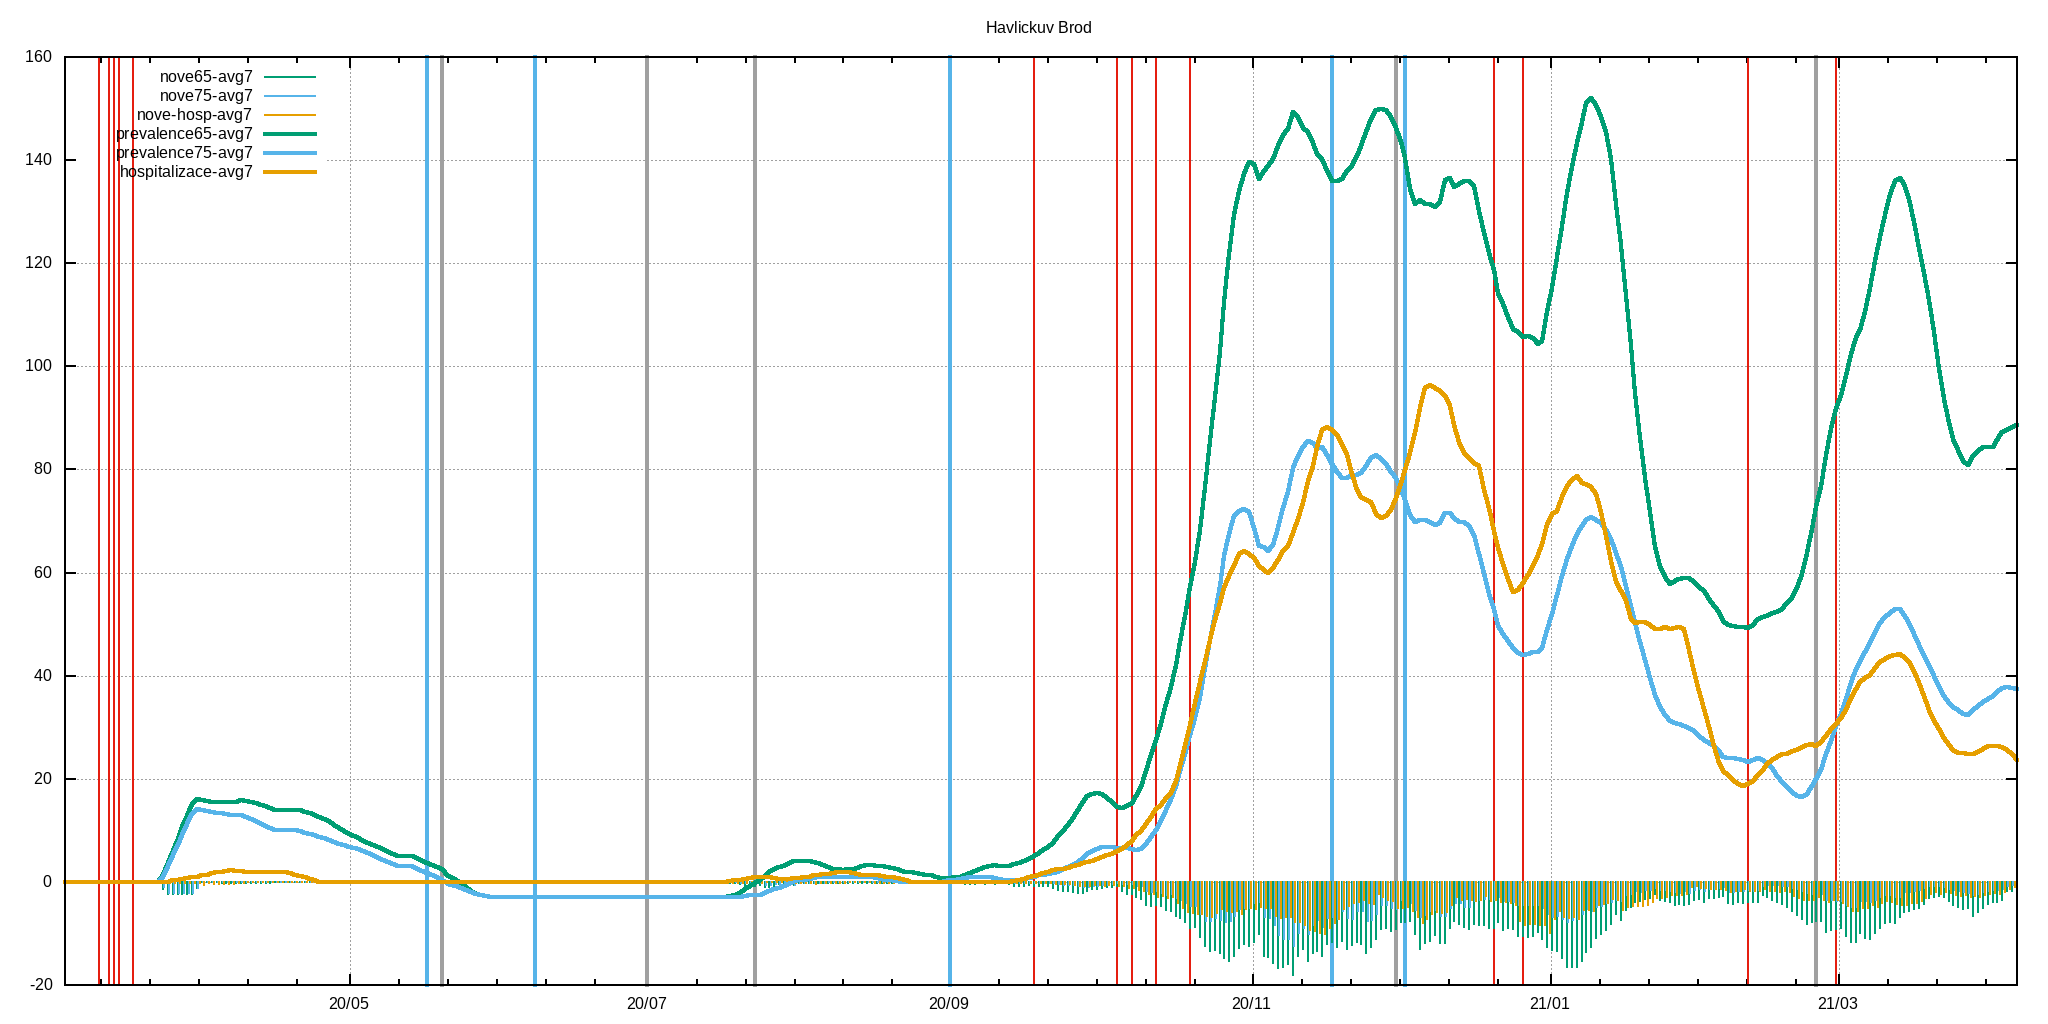 Havlickuv Brod
160
nove65-avg7
nove75-avg7
nove-hosp-avg7
prevalence65-avg7
prevalence75-avg7
hospitalizace-avg7
140
120
100
80
60
40
20
0
-20
20/05 20/07 20/09 20/11 21/01 21/03